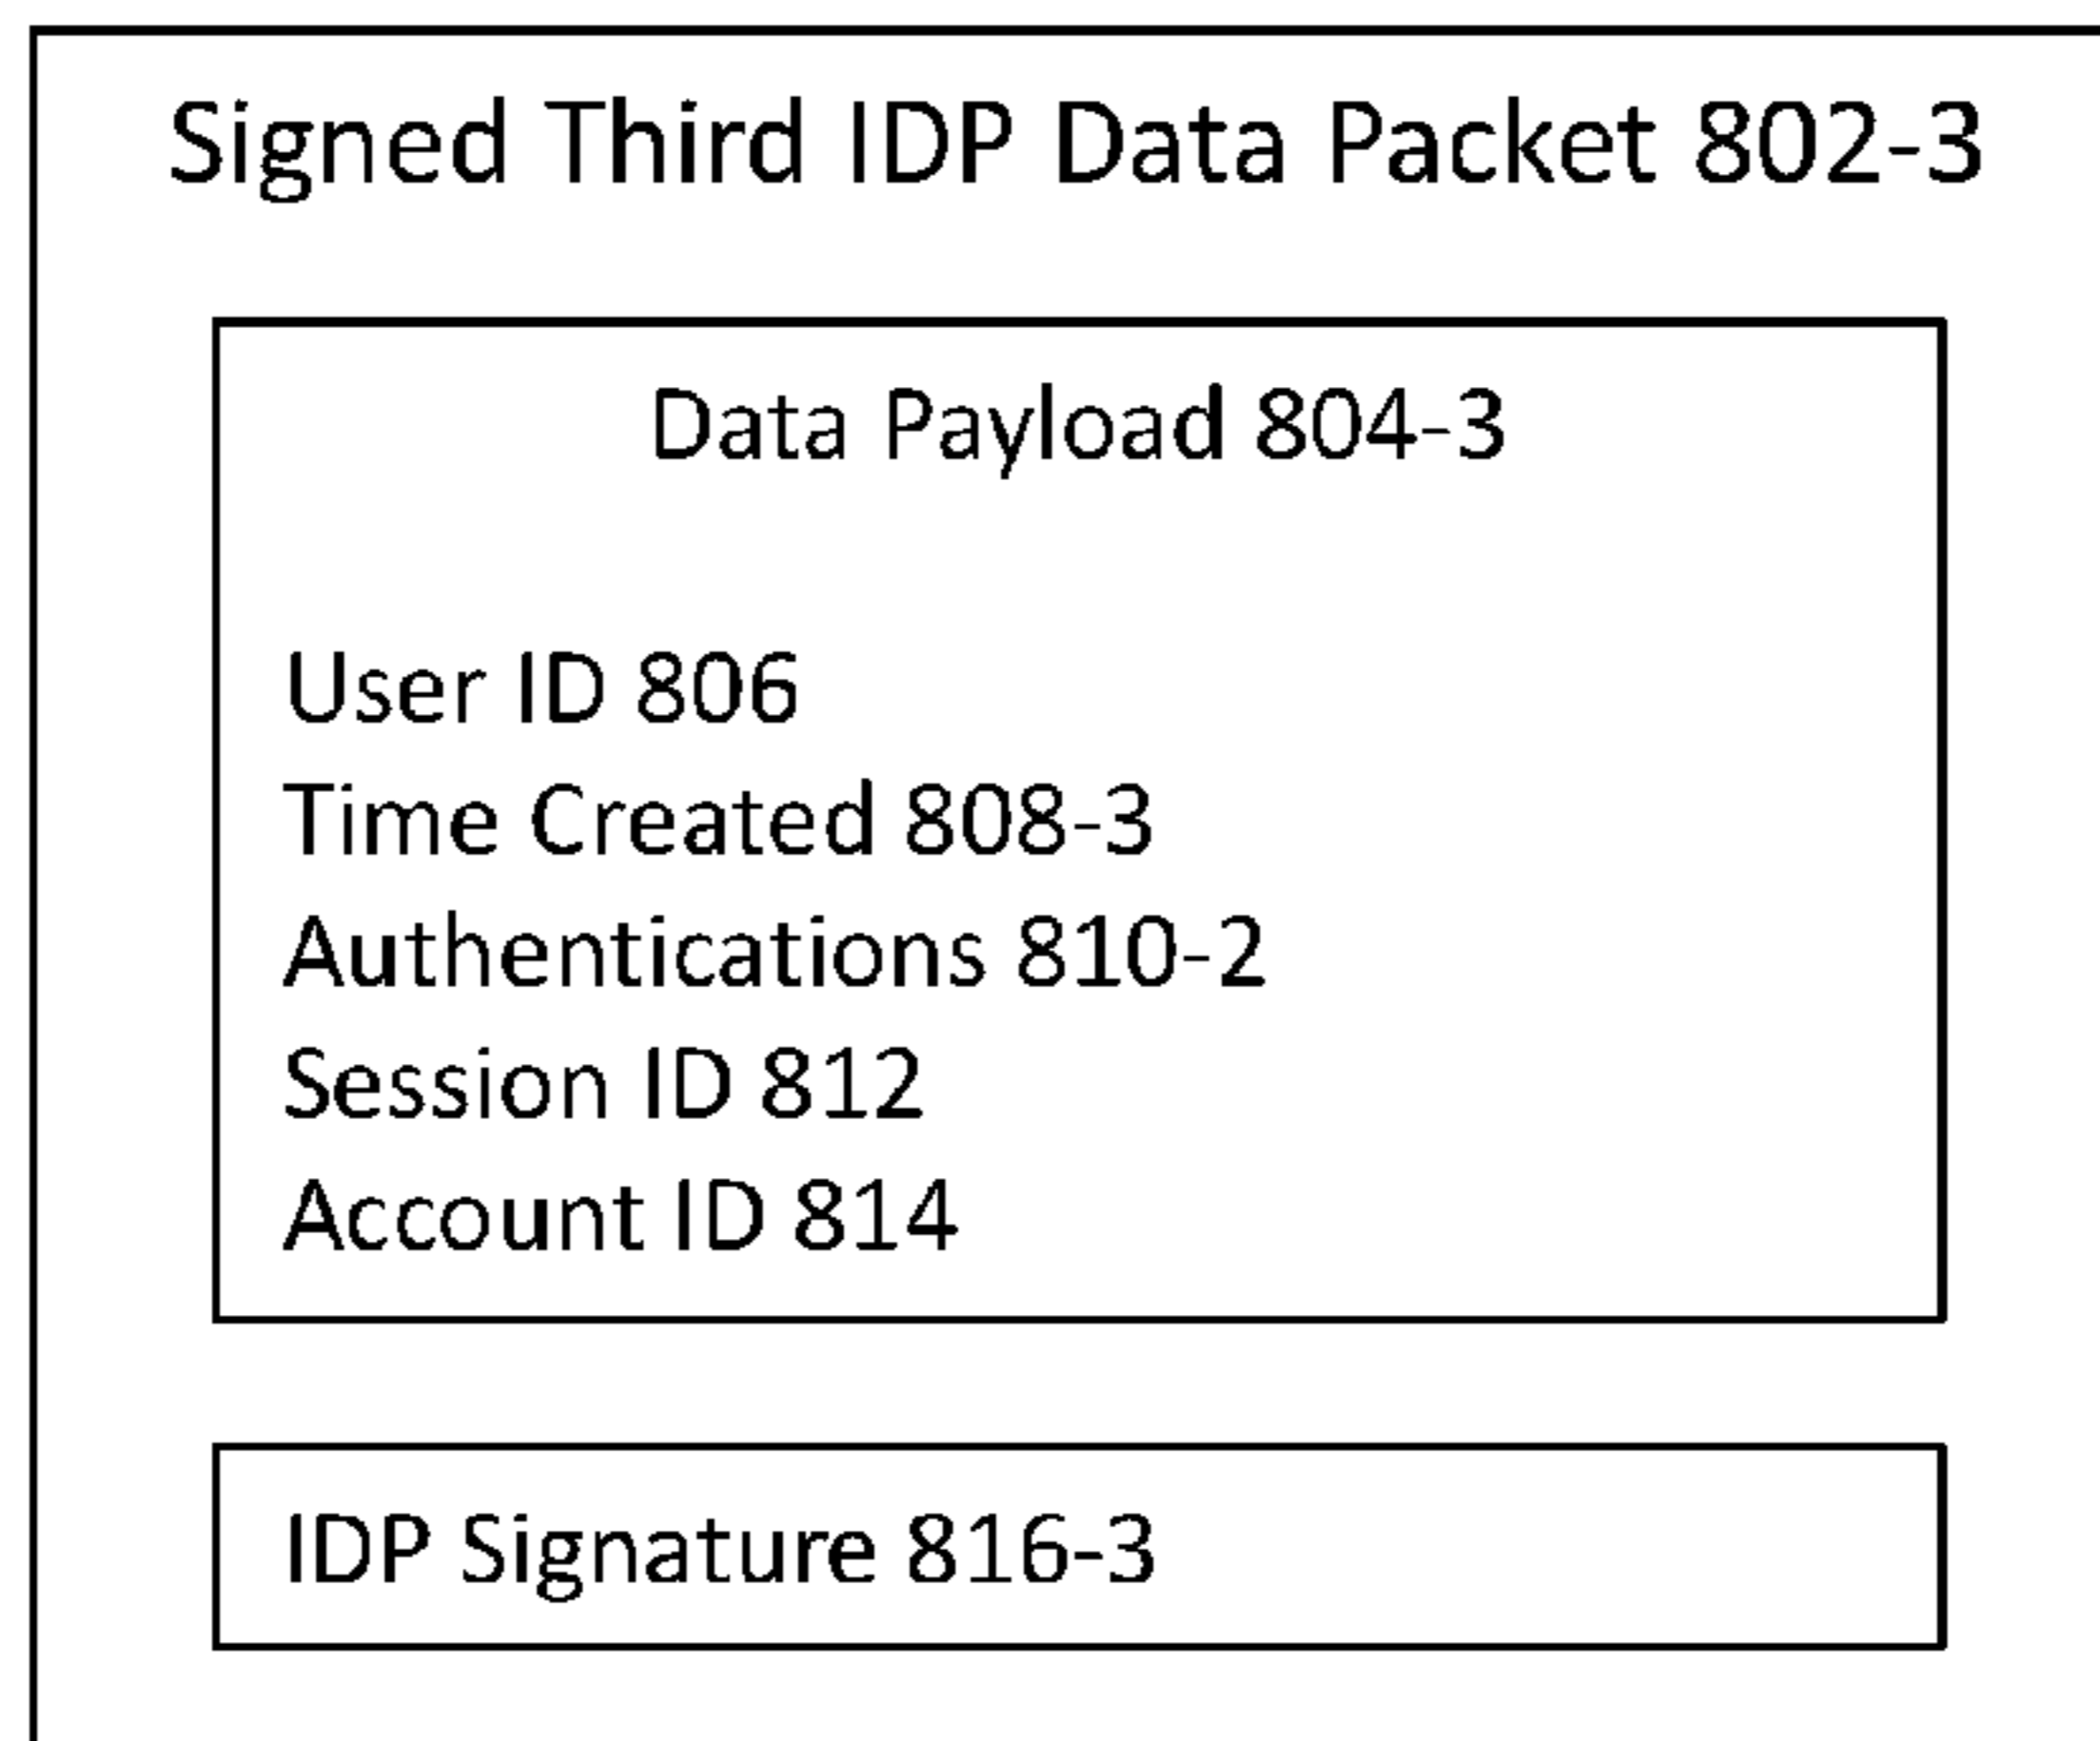 Signed Third IDP Data Packet 802-3
Data Payload 804-3
User ID 806
Time Created 808-3
Authentications 810-2
Session ID 812
Account ID 814
IDP Signature 816-3